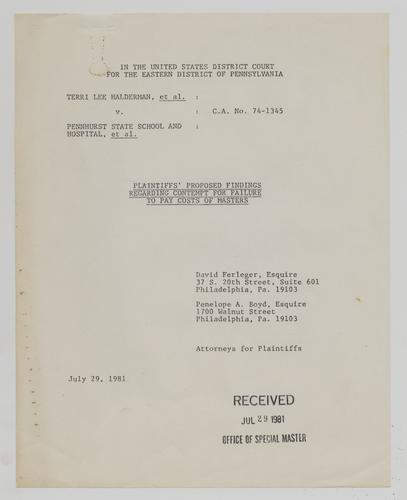 IN THE UNITED STATES DISTRICT COURT
FOR THE EASTERN DISTRICT OF PENNSYLVANIA
TERRI LEE HALDERMAN, et al. :
v. : C.A. No. 74-1345
PENNHURST STATE SCHOOL AND :
HOSPITAL, et al.
PLAINTIFFS' PROPOSED FINDINGS
REGARDING CONTEMPT FOR FAILURE
TO PAY COSTS OF MASTERS
David Ferleger, Esquire
37 S. 20th Street, Suite 601
Philadelphia, Pa. 19103
Penelope A. Boyd, Esquire
1700 Walnut Street
Philadelphia, Pa. 19103
Attorneys for Plaintiffs
July 29, 1981
RECEIVED
JUL 29 1981
OFFICE OF SPECIAL MASTER